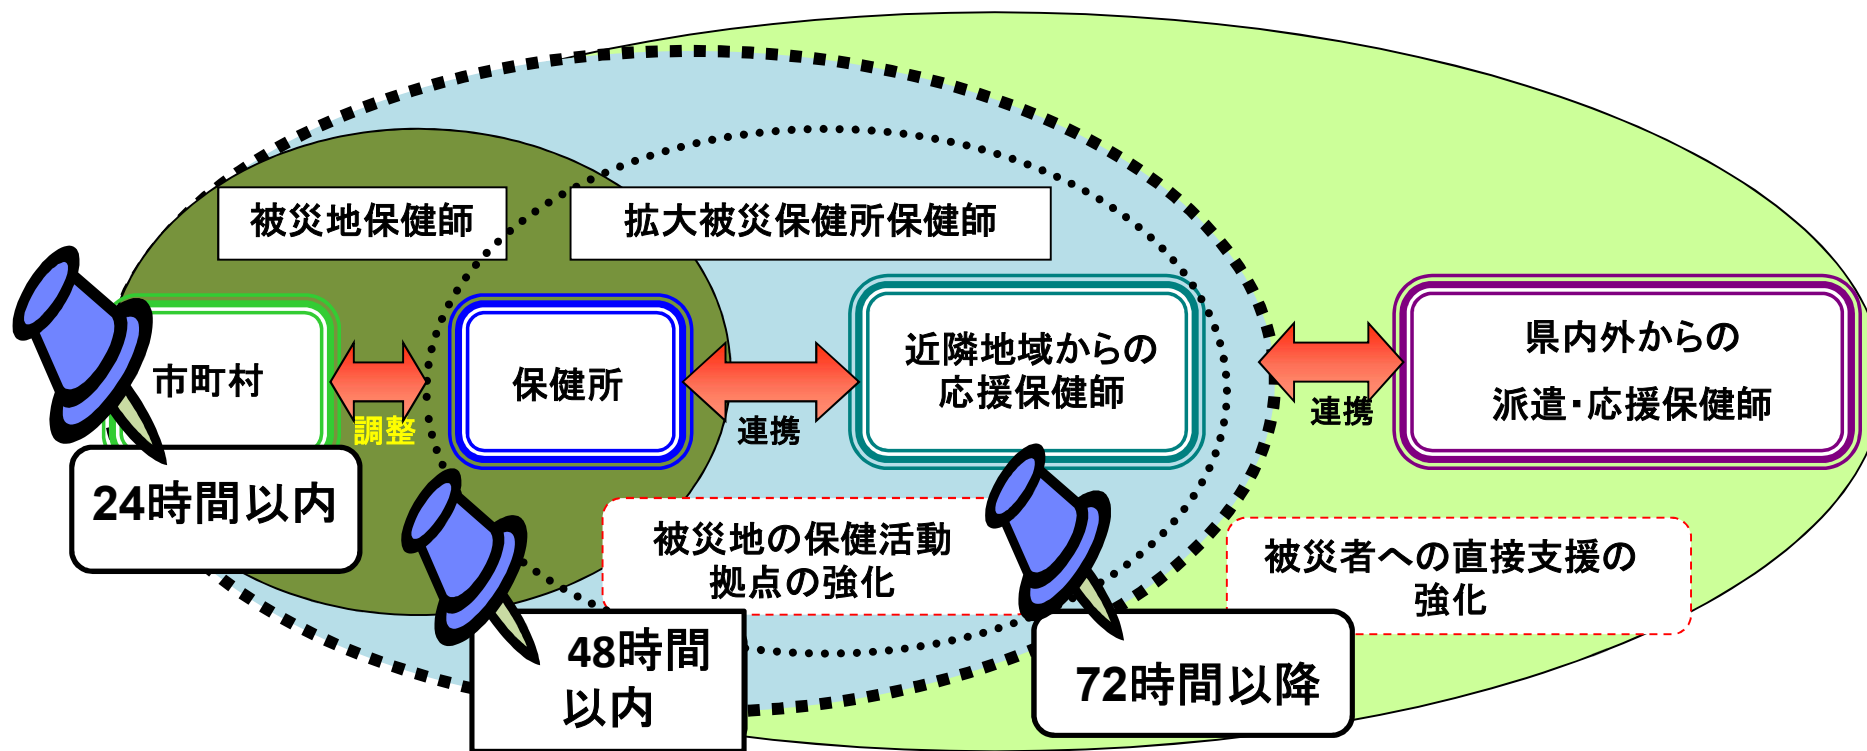 被災地保健師
拡大被災保健所保健師
市町村
調整
保健所
連携
近隣地域からの
応援保健師
連携
県内外からの
派遣・応援保健師
24時間以内
被災地の保健活動
拠点の強化
被災者への直接支援の
強化
48時間
以内
72時間以降